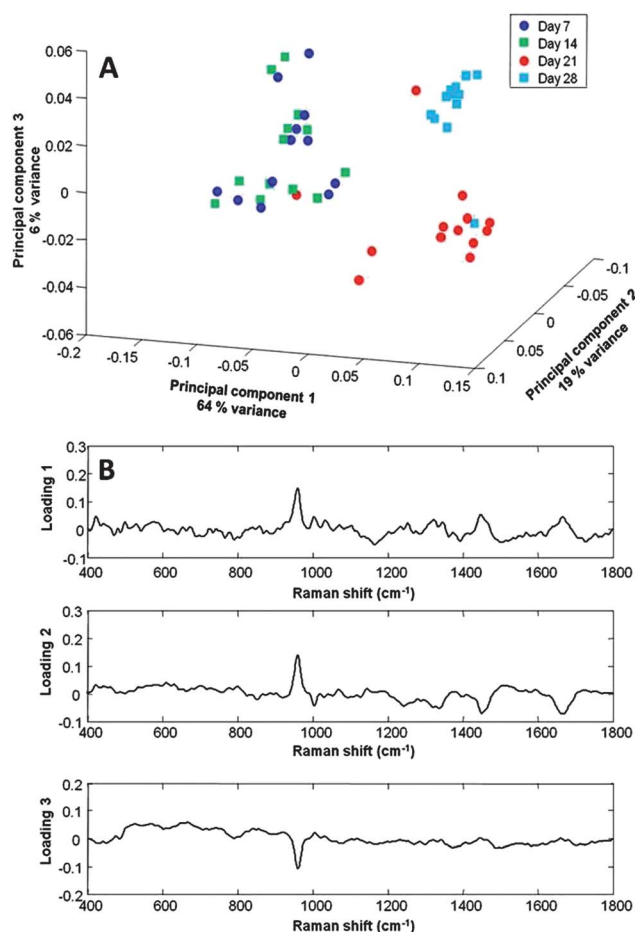 A
Day 7
Day 14
Day 21
Day 28
0.06
0.04
0.02
0
-0.02
-0.04
-0.06
Principal component 3
6 % variance
-0.2
-0.15
-0.1
-0.05
0
0.05
0.1
0.15
Principal component 1
64 % variance
0.1
0.05
0
-0.05
-0.1
Principal component 2
19 % variance
B
Loading 1
0.3
0.2
0.1
0
-0.1
400 600 800 1000 1200 1400 1600 1800
Raman shift (cm-1)
Loading 2
0.3
0.2
0.1
0
-0.1
400 600 800 1000 1200 1400 1600 1800
Raman shift (cm-1)
Loading 3
0.2
0.1
0
-0.1
-0.2
400 600 800 1000 1200 1400 1600 1800
Raman shift (cm-1)